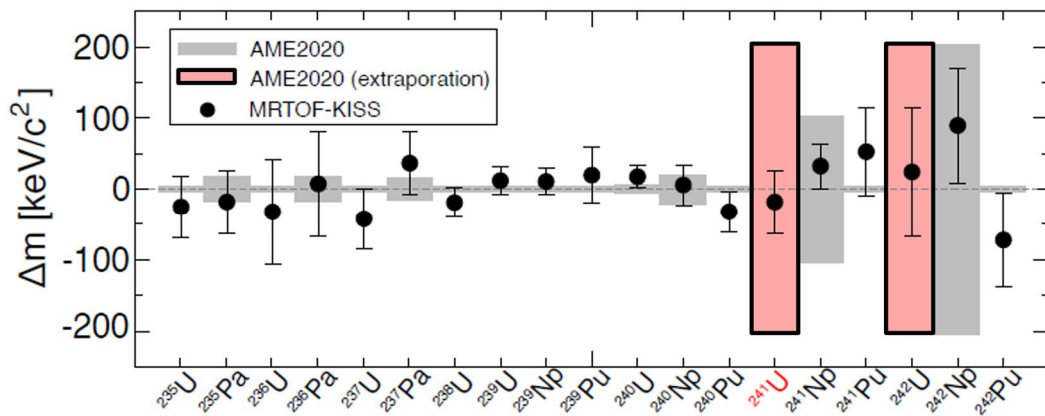 AME2020
AME2020 (extraporation)
MRTOF-KISS
Δm [keV/c²]
200
100
0
-100
-200
²³⁵U ²³⁵Pa ²³⁶U ²³⁶Pa ²³⁷U ²³⁷Pa ²³⁸U ²³⁹U ²³⁹Np ²³⁹Pu ²⁴⁰U ²⁴⁰Np ²⁴⁰Pu ²⁴¹U ²⁴¹Np ²⁴¹Pu ²⁴²U ²⁴²Np ²⁴²Pu